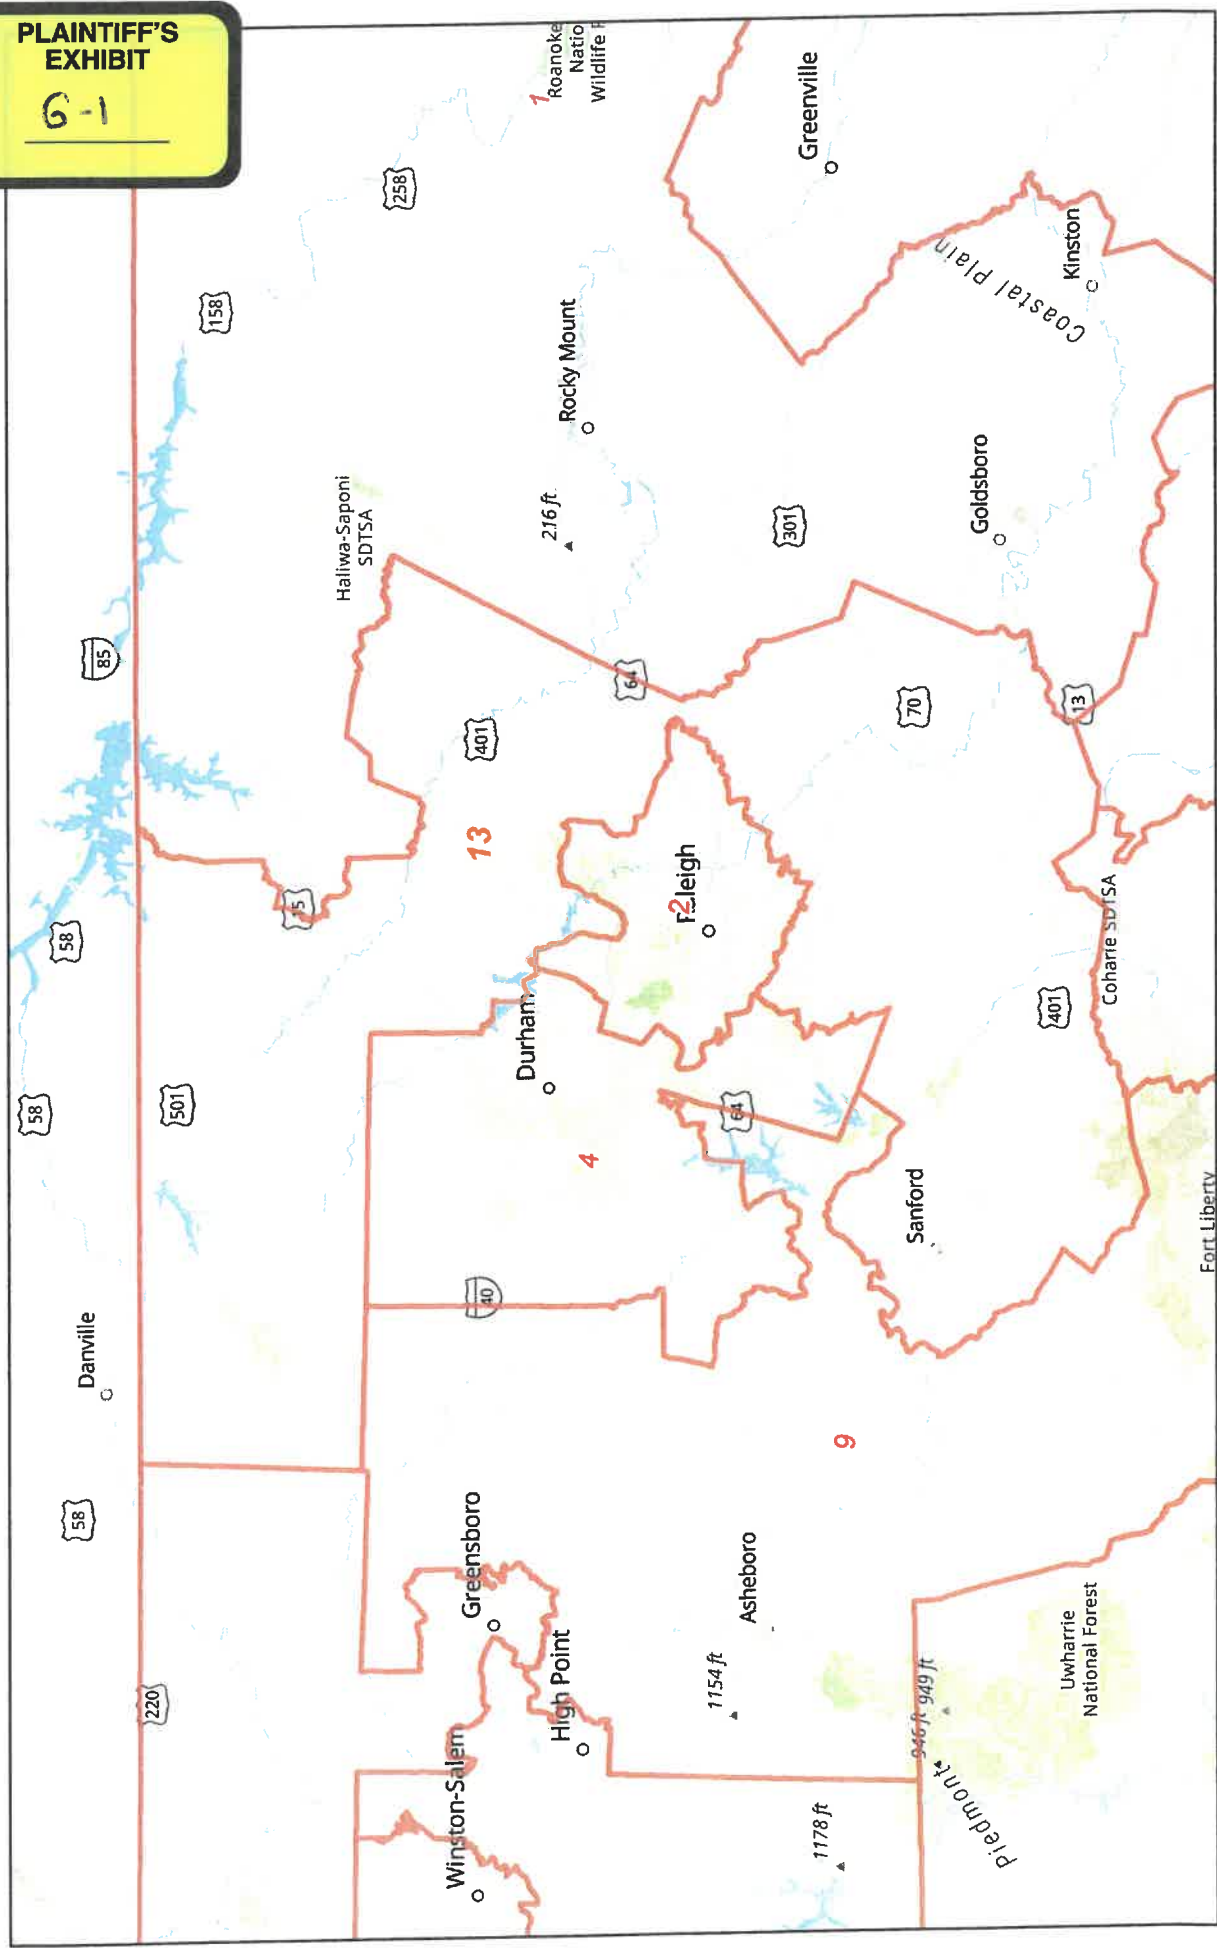 PLAINTIFF'S
EXHIBIT
6-1
58
58
58
85
Danville
220
501
15
158
258
Haliwa-Saponi
SDTSA
1
Roanoke
Natio
Wildlife
Winston-Salem
Greensboro
High Point
40
Durham
4
13
401
216 ft
Rocky Mount
64
2
Raleigh
64
1154 ft
Asheboro
9
1178 ft
946 ft
949 ft
Piedmont
Uwharrie
National Forest
Sanford
70
301
Greenville
Goldsboro
Coastal Plain
Kinston
13
401
Coharie SDTSA
Fort Liberty